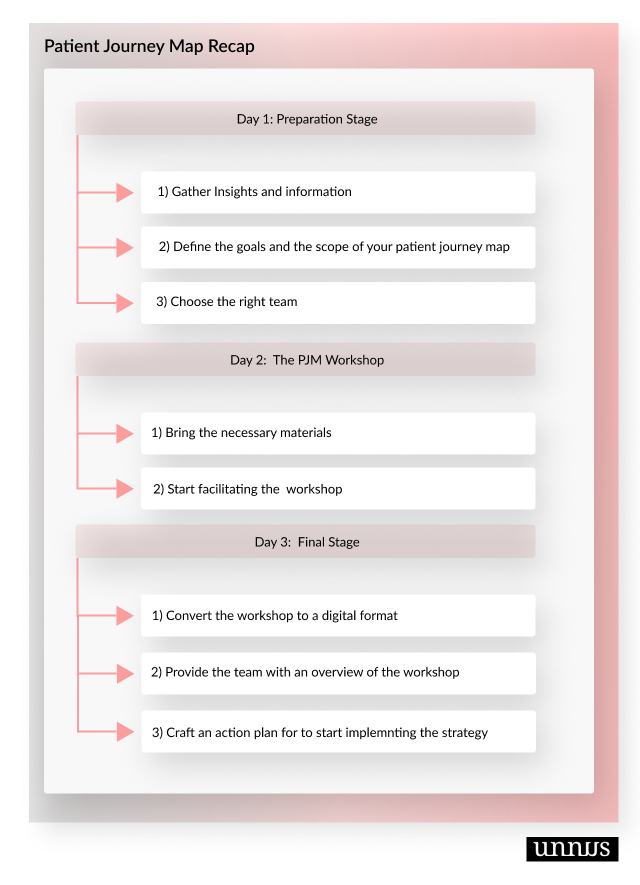 Patient Journey Map Recap
Day 1: Preparation Stage
1) Gather Insights and information
2) Define the goals and the scope of your patient journey map
3) Choose the right team
Day 2: The PJM Workshop
1) Bring the necessary materials
2) Start facilitating the workshop
Day 3: Final Stage
1) Convert the workshop to a digital format
2) Provide the team with an overview of the workshop
3) Craft an action plan for to start implemnting the strategy